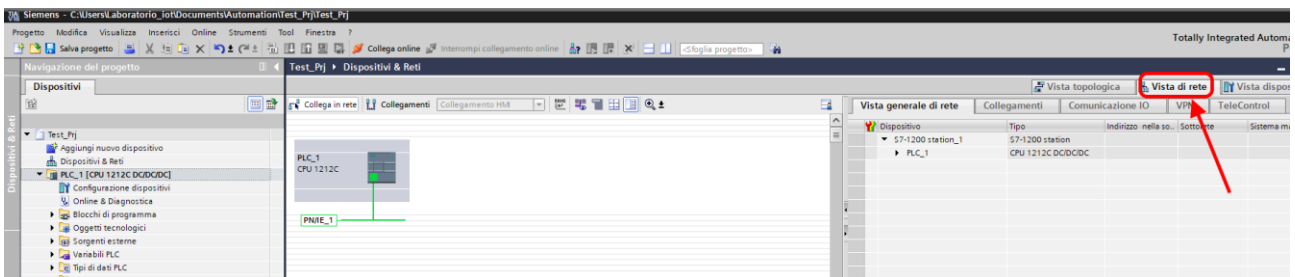 Siemens - C:\Users\Laboratorio_iot\Documents\Automation\Test_Prj\Test_Prj
Progetto Modifica Visualizza Inserisci Online Strumenti Tool Finestra ?
Totally Integrated Automa
P
Salva progetto Collega online Interrompi collegamento online <Sfoglia progetto>
Navigazione del progetto
Test_Prj Dispositivi & Reti
Dispositivi
Vista topologica Vista di rete Vista dispos
Collega in rete Collegamenti Collegamento HMI
Vista generale di rete Collegamenti Comunicazione IO VPN TeleControl
Dispositivi & Reti
Test_Prj
Aggiungi nuovo dispositivo
Dispositivi & Reti
PLC_1 [CPU 1212C DC/DC/DC]
Configurazione dispositivi
Online & Diagnostica
Blocchi di programma
Oggetti tecnologici
Sorgenti esterne
Variabili PLC
Tipi di dati PLC
PLC_1
CPU 1212C
PN/IE_1
Dispositivo Tipo Indirizzo nella so.. Sottorete Sistema ma
S7-1200 station_1 S7-1200 station
PLC_1 CPU 1212C DC/DC/DC